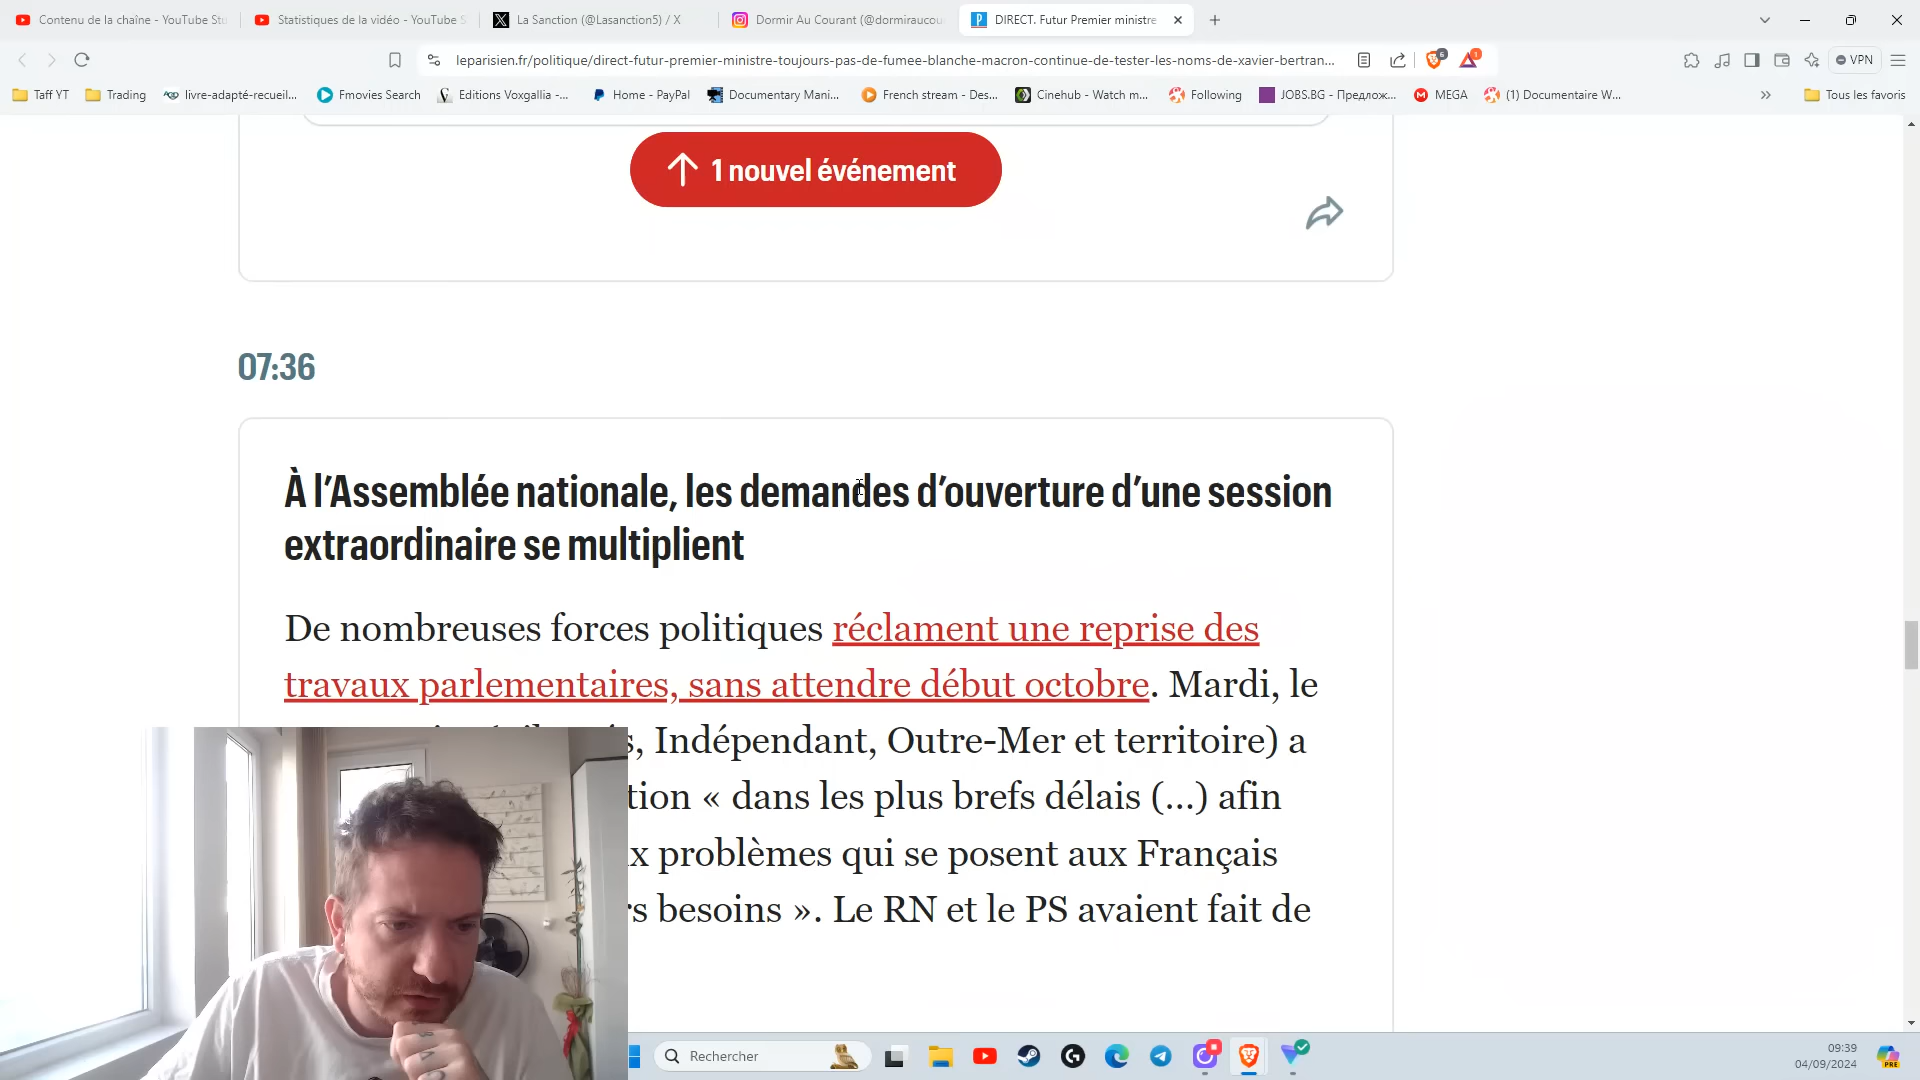 Contenu de la chaîne - YouTube Stu
Statistiques de la vidéo - YouTube S
La Sanction (@Lasanction5) / X
Dormir Au Courant (@dormiraucou
DIRECT. Futur Premier ministre
leparisien.fr/politique/direct-futur-premier-ministre-toujours-pas-de-fumee-blanche-macron-continue-de-tester-les-noms-de-xavier-bertran...
6
1
VPN
Taff YT
Trading
livre-adapté-recueil...
Fmovies Search
Editions Voxgallia -...
Home - PayPal
Documentary Mani...
French stream - Des...
Cinehub - Watch m...
Following
JOBS.BG - Предлож...
MEGA
(1) Documentaire W...
Tous les favoris
1 nouvel événement
07:36
À l'Assemblée nationale, les demandes d'ouverture d'une session
extraordinaire se multiplient
De nombreuses forces politiques réclament une reprise des
travaux parlementaires, sans attendre début octobre. Mardi, le
s, Indépendant, Outre-Mer et territoire) a
tion « dans les plus brefs délais (...) afin
x problèmes qui se posent aux Français
rs besoins ». Le RN et le PS avaient fait de
Rechercher
09:39
04/09/2024
PRE